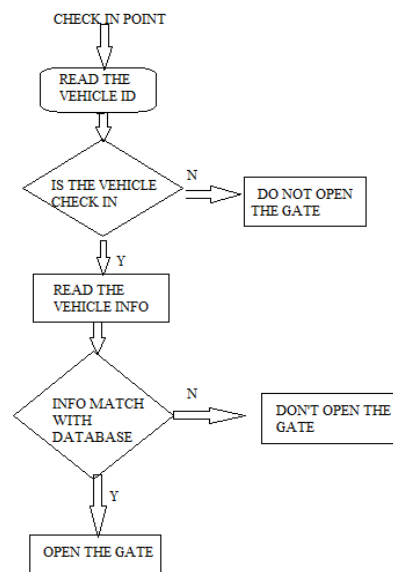 CHECK IN POINT
READ THE
VEHICLE ID
IS THE VEHICLE
CHECK IN
N
DO NOT OPEN
THE GATE
Y
READ THE
VEHICLE INFO
INFO MATCH
WITH
DATABASE
N
DON'T OPEN THE
GATE
Y
OPEN THE GATE